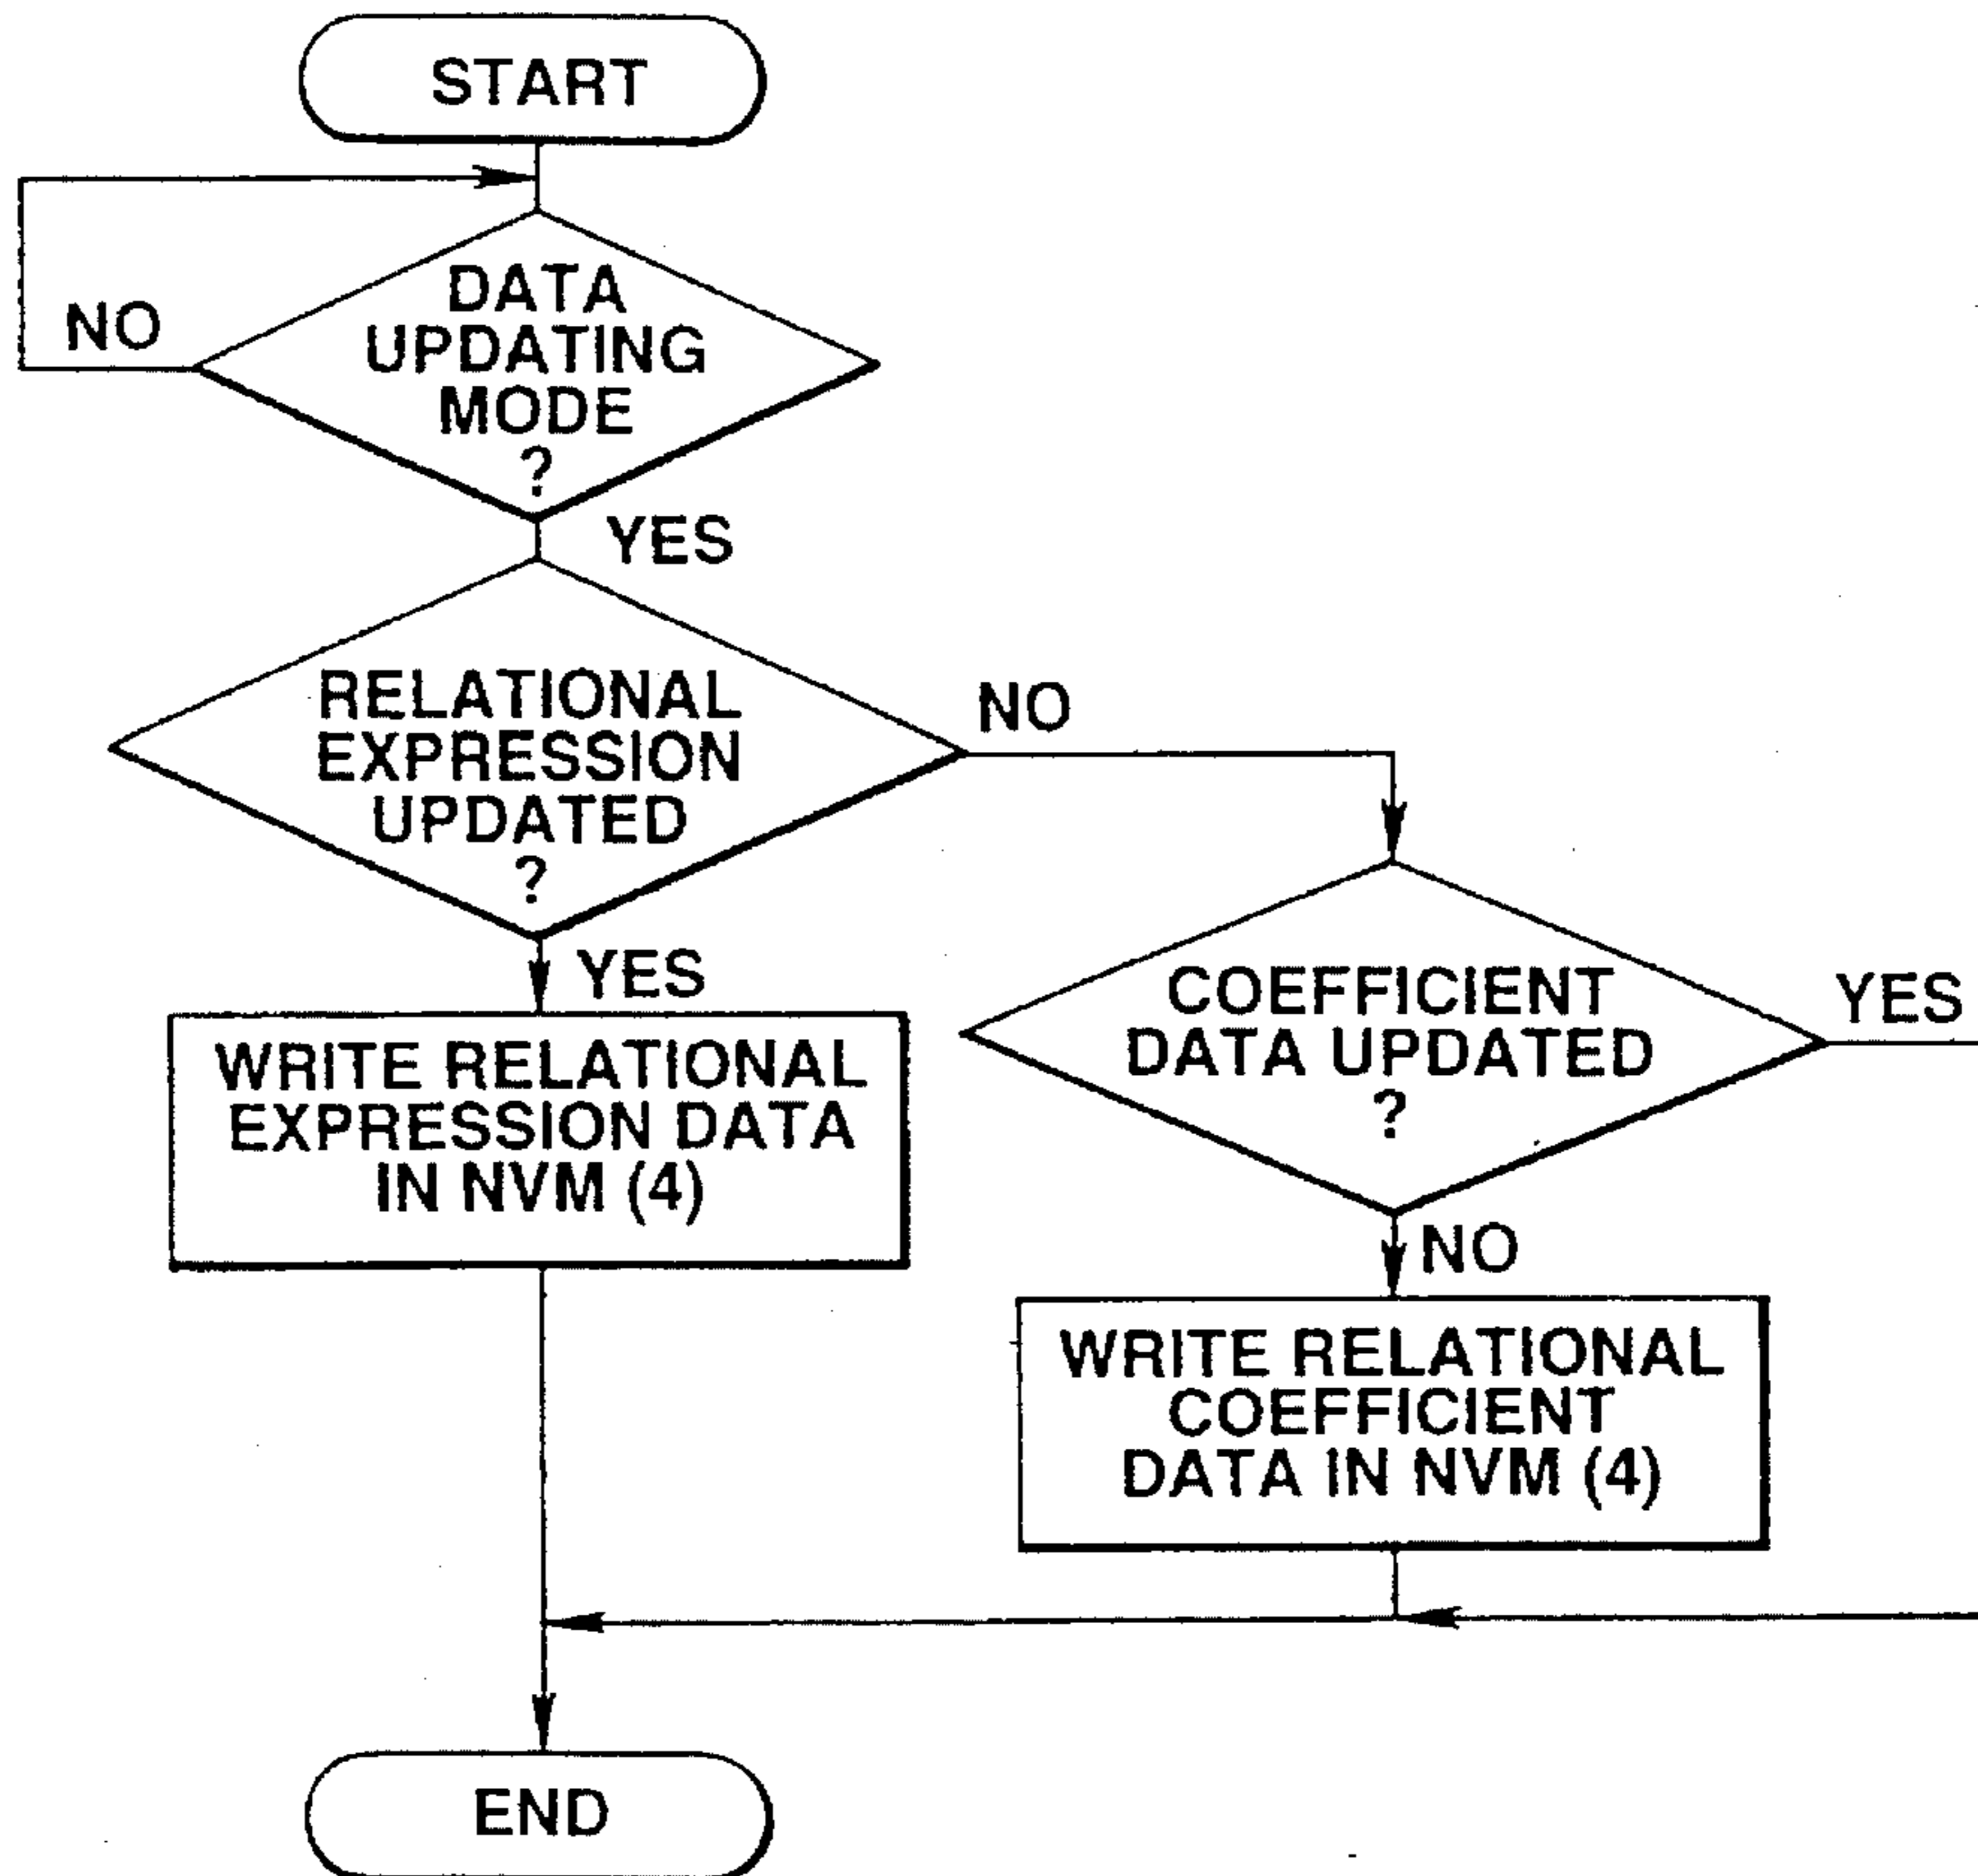 START
NO
DATA
UPDATING
MODE
?
YES
RELATIONAL
EXPRESSION
UPDATED
?
NO
YES
WRITE RELATIONAL
EXPRESSION DATA
IN NVM (4)
COEFFICIENT
DATA UPDATED
?
YES
NO
WRITE RELATIONAL
COEFFICIENT
DATA IN NVM (4)
END